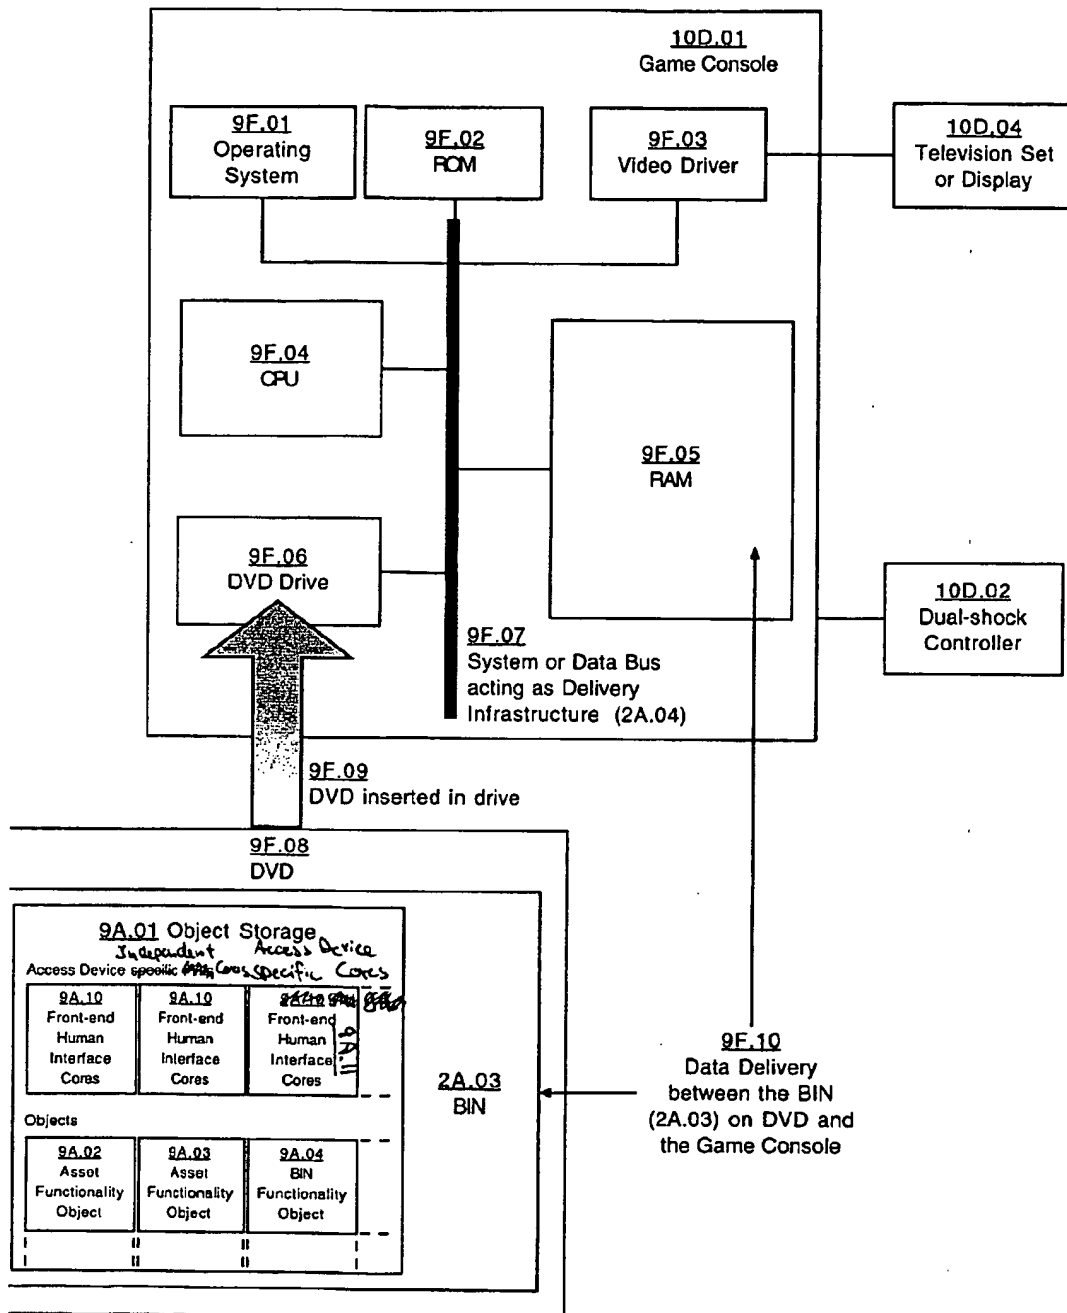 10D.01
Game Console
9F.01
Operating
System
9F.02
ROM
9F.03
Video Driver
10D.04
Television Set
or Display
9F.04
CPU
9F.05
RAM
9F.06
DVD Drive
9F.07
System or Data Bus
acting as Delivery
Infrastructure (2A.04)
10D.02
Dual-shock
Controller
9F.09
DVD inserted in drive
9F.08
DVD
9A.01 Object Storage
Independent Access Device
Access Device specific Cores specific Cores
9A.10
Front-end
Human
Interface
Cores
9A.10
Front-end
Human
Interface
Cores
Front-end
Human
Interface
Cores
9A.11
2A.03
BIN
9F.10
Data Delivery
between the BIN
(2A.03) on DVD and
the Game Console
Objects
9A.02
Asset
Functionality
Object
9A.03
Asset
Functionality
Object
9A.04
BIN
Functionality
Object